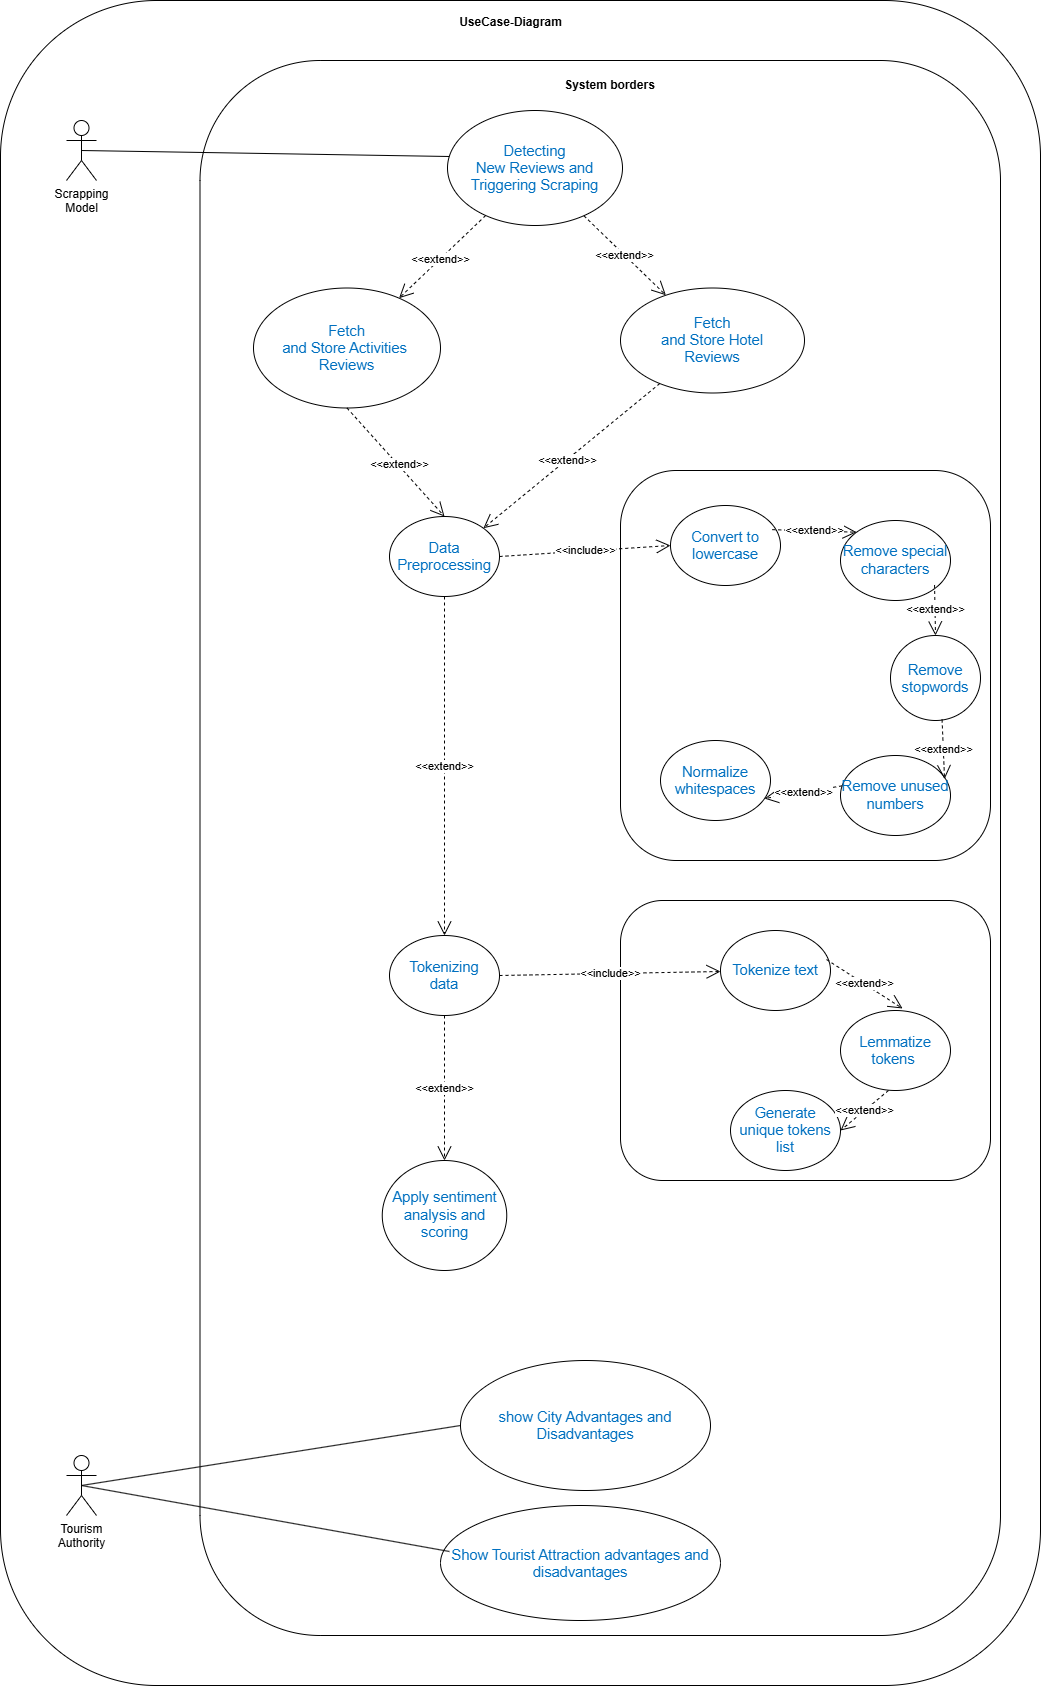 UseCase-Diagram
System borders
Scrapping
Model
Detecting
New Reviews and
Triggering Scraping
<<extend>>
<<extend>>
Fetch
and Store Activities
Reviews
Fetch
and Store Hotel
Reviews
<<extend>>
<<extend>>
Data
Preprocessing
<<include>>
Convert to
lowercase
<<extend>>
Remove special
characters
<<extend>>
Remove
stopwords
<<extend>>
Remove unused
numbers
<<extend>>
Normalize
whitespaces
<<extend>>
Tokenizing
data
<<include>>
Tokenize text
<<extend>>
Lemmatize
tokens
<<extend>>
Generate
unique tokens
list
<<extend>>
Apply sentiment
analysis and
scoring
Tourism
Authority
show City Advantages and
Disadvantages
Show Tourist Attraction advantages and
disadvantages